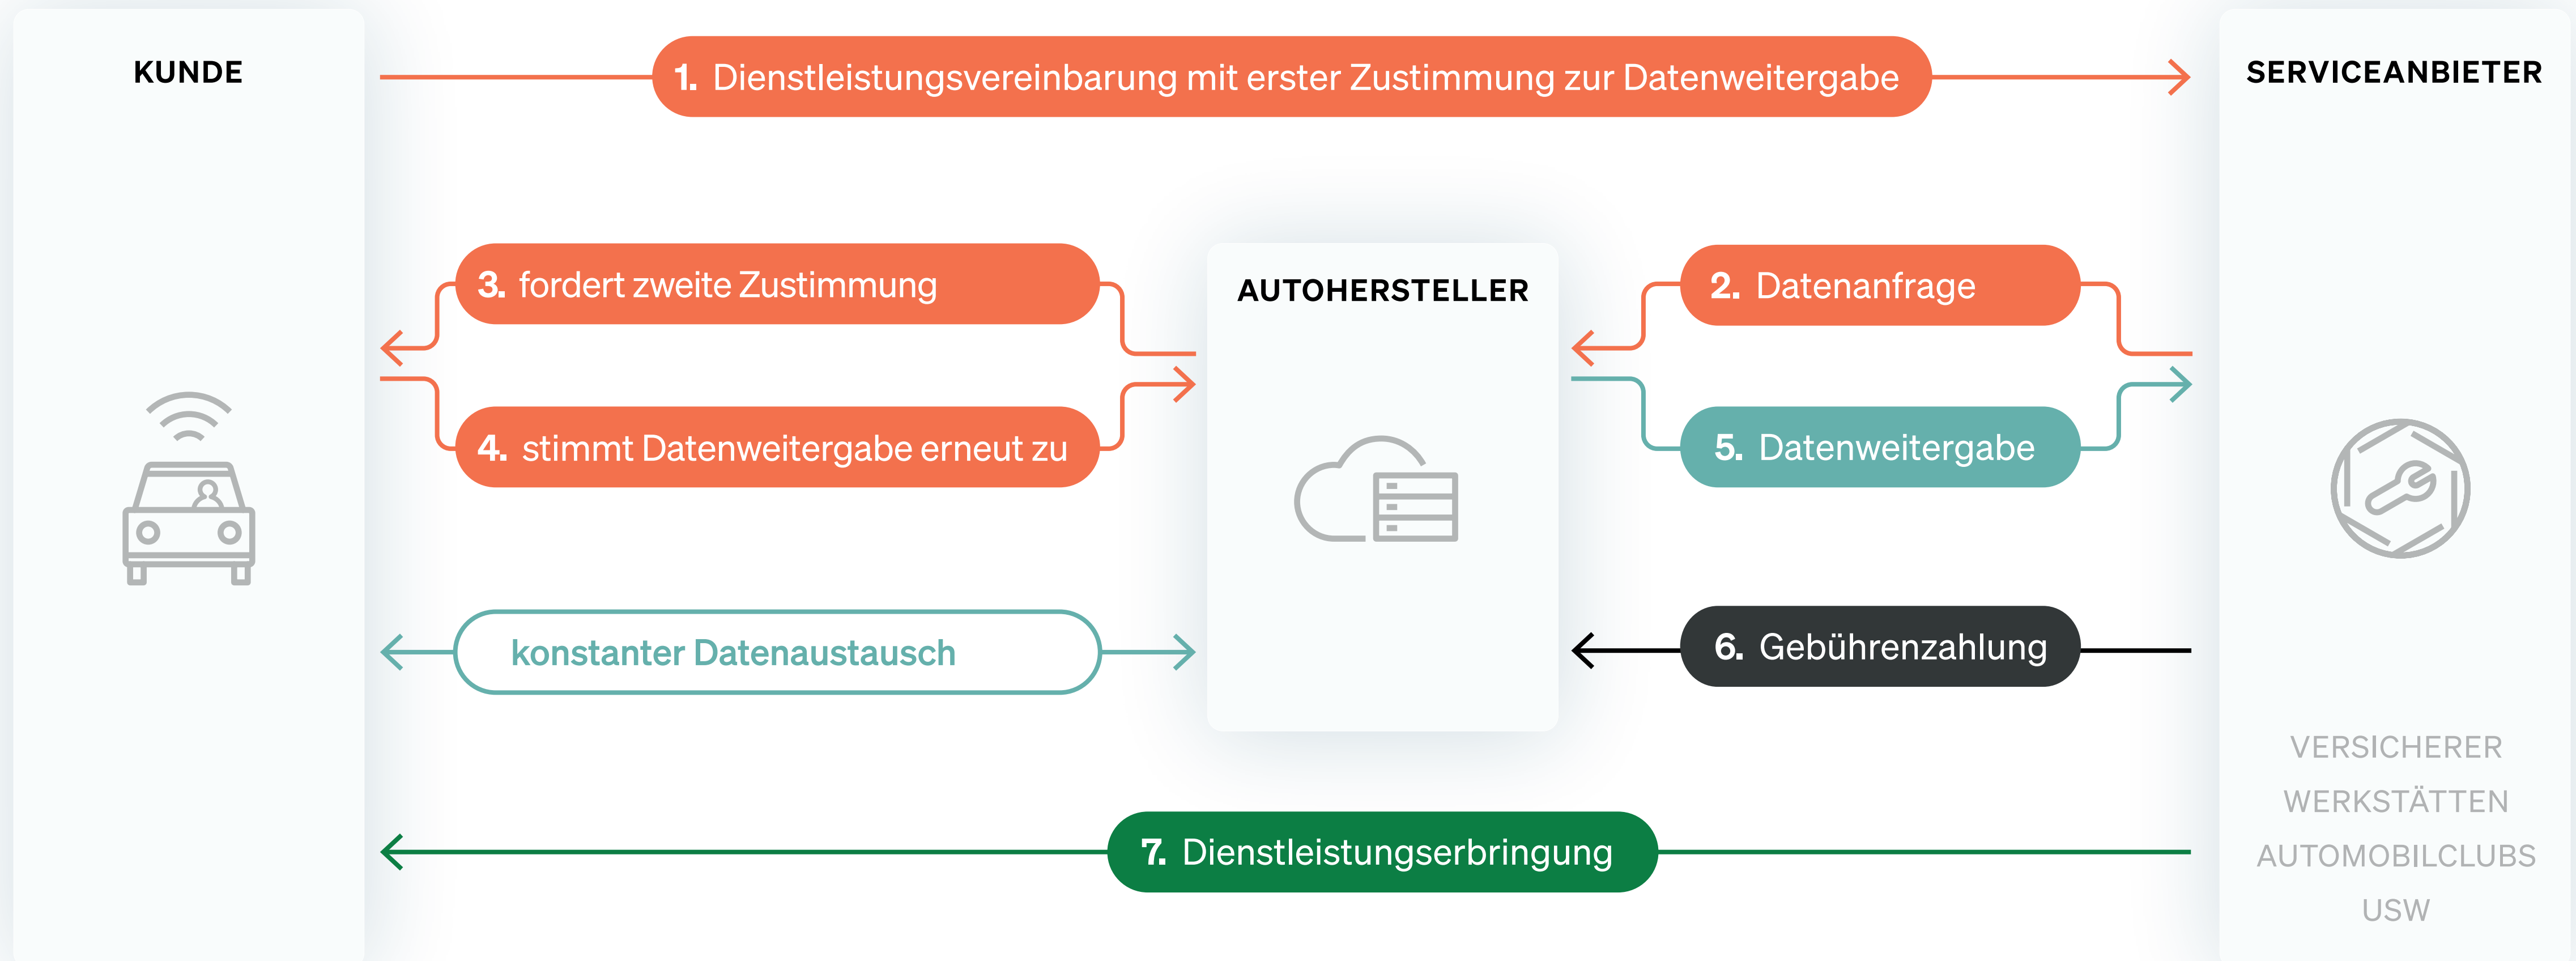 KUNDE
1. Dienstleistungsvereinbarung mit erster Zustimmung zur Datenweitergabe
SERVICEANBIETER
3. fordert zweite Zustimmung
AUTOHERSTELLER
2. Datenanfrage
4. stimmt Datenweitergabe erneut zu
5. Datenweitergabe
konstanter Datenaustausch
6. Gebührenzahlung
VERSICHERER
WERKSTÄTTEN
AUTOMOBILCLUBS
USW
7. Dienstleistungserbringung